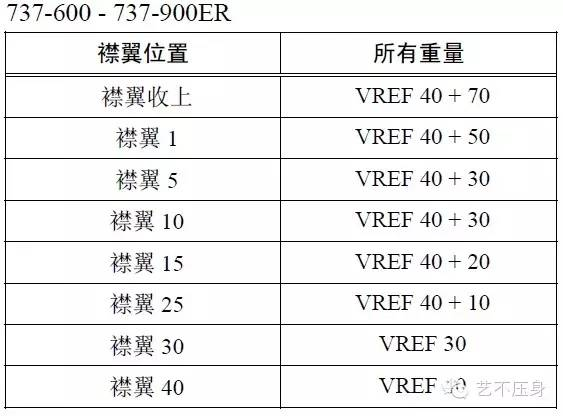 737-600 - 737-900ER
襟翼位置 所有重量
襟翼收上 VREF 40 + 70
襟翼 1 VREF 40 + 50
襟翼 5 VREF 40 + 30
襟翼 10 VREF 40 + 30
襟翼 15 VREF 40 + 20
襟翼 25 VREF 40 + 10
襟翼 30 VREF 30
襟翼 40 VREF
艺不压身